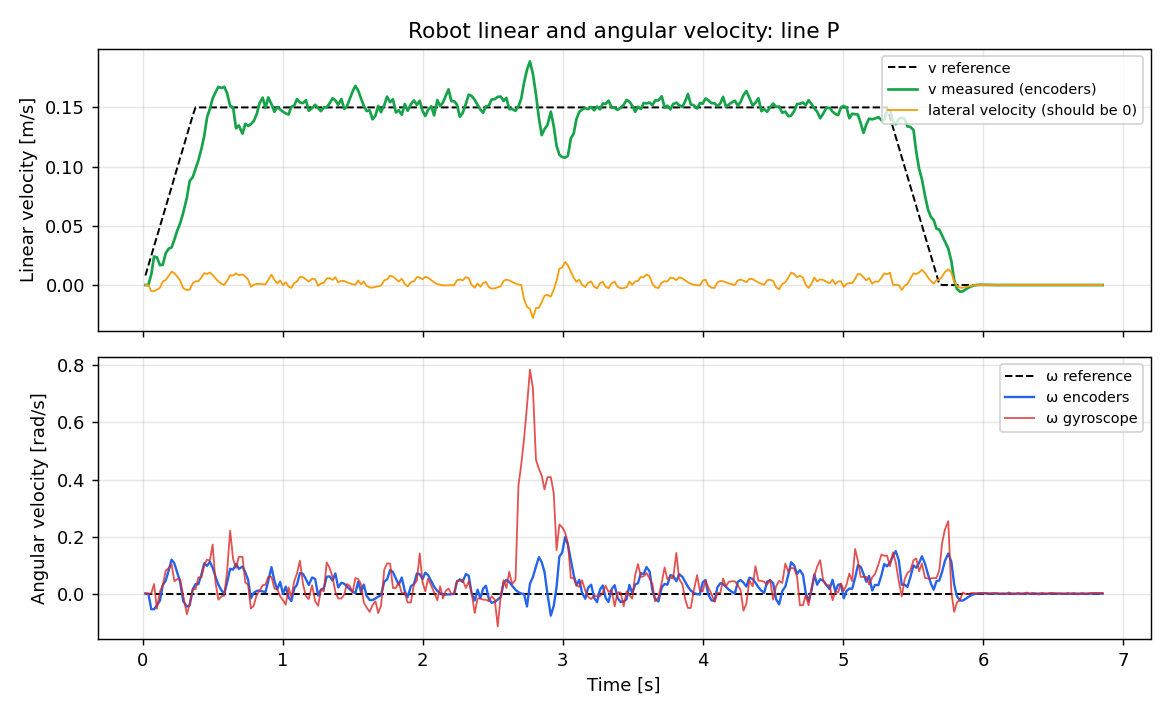 Robot linear and angular velocity: line P
Linear velocity [m/s]
0.15
0.10
0.05
0.00
v reference
v measured (encoders)
lateral velocity (should be 0)
Angular velocity [rad/s]
0.8
0.6
0.4
0.2
0.0
ω reference
ω encoders
ω gyroscope
0 1 2 3 4 5 6 7
Time [s]